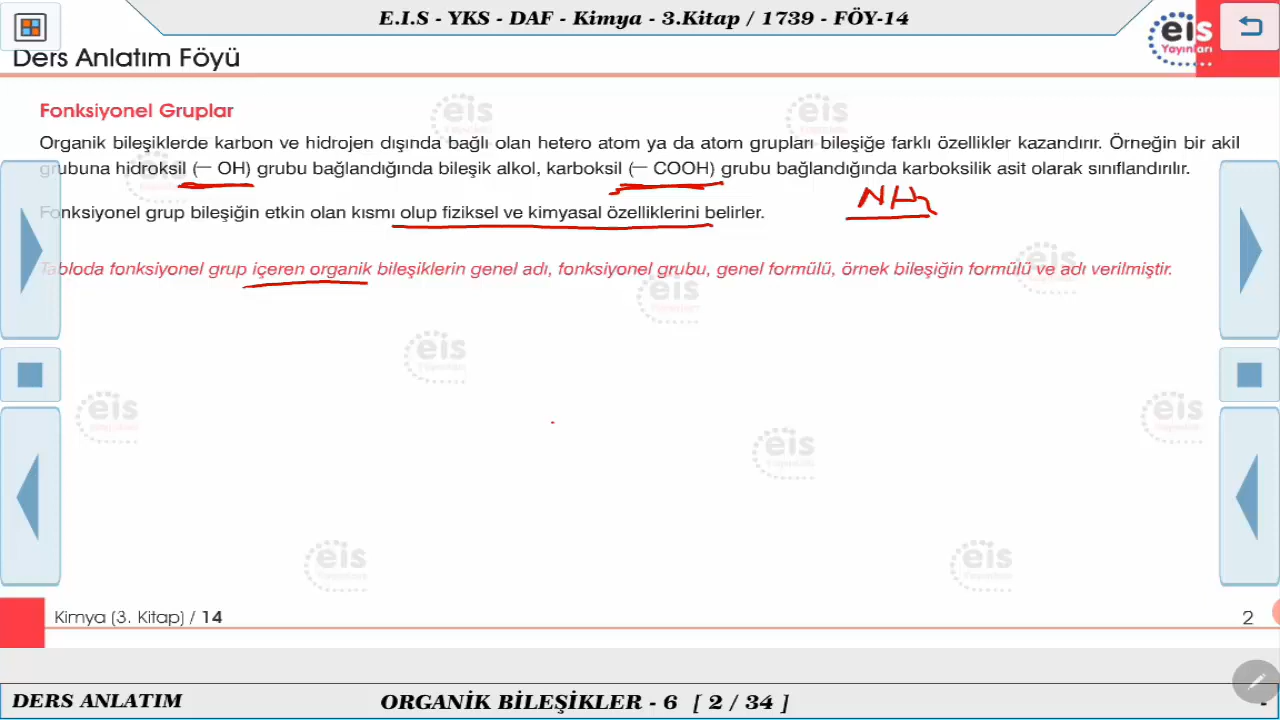 E.I.S - YKS - DAF - Kimya - 3.Kitap / 1739 - FÖY-14
eis
Yayınları
Ders Anlatım Föyü
Fonksiyonel Gruplar
Organik bileşiklerde karbon ve hidrojen dışında bağlı olan hetero atom ya da atom grupları bileşiğe farklı özellikler kazandırır. Örneğin bir akil
grubuna hidroksil (— OH) grubu bağlandığında bileşik alkol, karboksil (— COOH) grubu bağlandığında karboksilik asit olarak sınıflandırılır.
NH₂
Fonksiyonel grup bileşiğin etkin olan kısmı olup fiziksel ve kimyasal özelliklerini belirler.
Tabloda fonksiyonel grup içeren organik bileşiklerin genel adı, fonksiyonel grubu, genel formülü, örnek bileşiğin formülü ve adı verilmiştir.
Kimya (3. Kitap) / 14
2
DERS ANLATIM
ORGANİK BİLEŞİKLER - 6 [ 2 / 34 ]
-